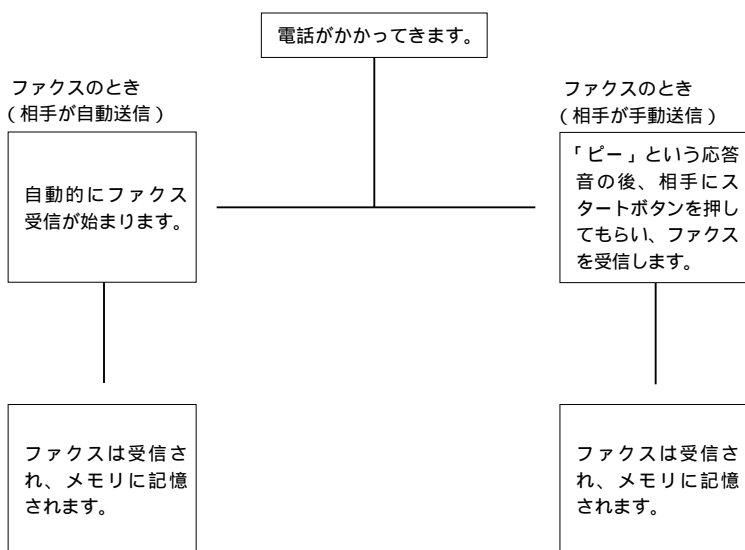 電話がかかってきます。
ファクスのとき
(相手が自動送信)
自動的にファクス
受信が始まります。
ファクスは受信さ
れ、メモリに記憶
されます。
ファクスのとき
(相手が手動送信)
「ピー」という応答
音の後、相手にス
タートボタンを押し
てもらい、ファクス
を受信します。
ファクスは受信さ
れ、メモリに記憶
されます。